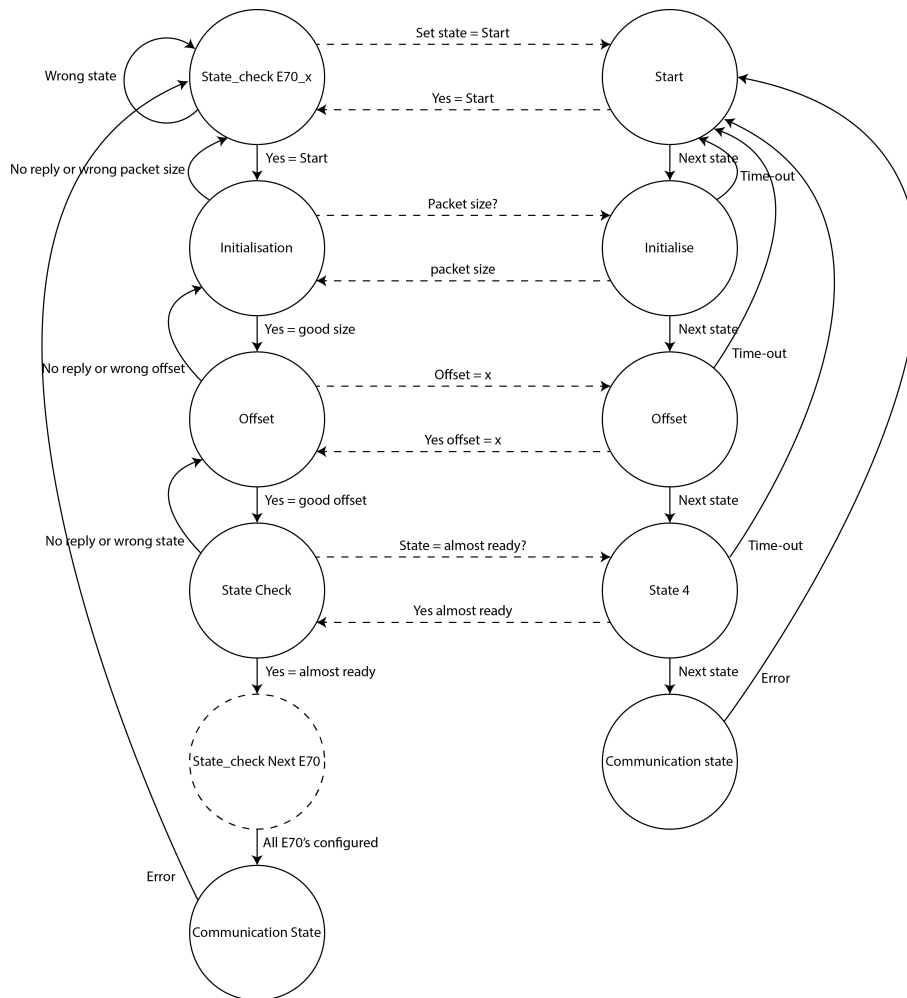 Set state = Start
Wrong state
State_check E70_x
Start
Yes = Start
Yes = Start
Next state
No reply or wrong packet size
Time-out
Packet size?
Initialisation
Initialise
packet size
Yes = good size
Next state
Time-out
No reply or wrong offset
Offset = x
Offset
Offset
Yes offset = x
Yes = good offset
Next state
No reply or wrong state
State = almost ready?
Time-out
State Check
State 4
Yes almost ready
Yes = almost ready
Next state
Error
State_check Next E70
Communication state
All E70's configured
Error
Communication State